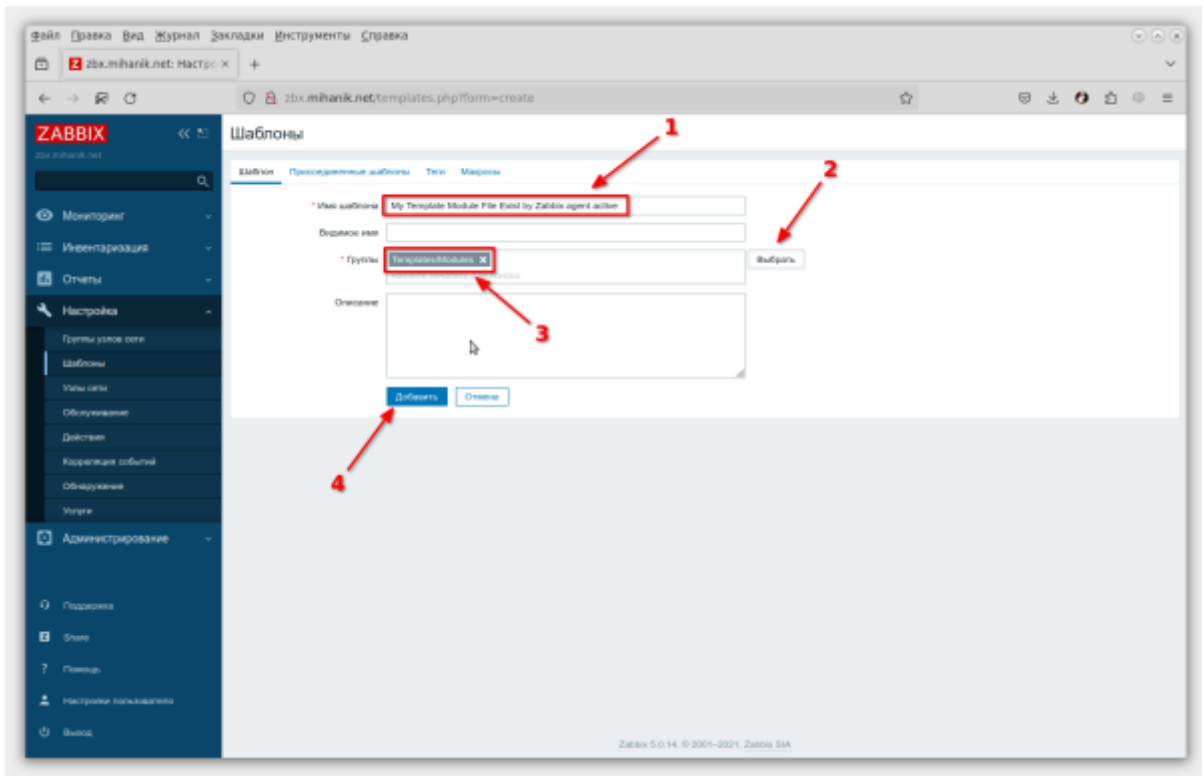 Файл Правка Вид Журнал Закладки Инструменты Справка
zbx.mihanik.net: Настро
zbx.mihanik.net/templates.php?form=create
ZABBIX
zbx.mihanik.net
Шаблоны
1
2
Шаблон Присоединенные шаблоны Теги Макросы
* Имя шаблона My Template Module File Exist by Zabbix agent active
Видимое имя
* Группы Templates/Modules Выбрать
3
Описание
Добавить Отмена
4
Мониторинг
Инвентаризация
Отчеты
Настройка
Группы узлов сети
Шаблоны
Узлы сети
Обслуживание
Действия
Корреляция событий
Обнаружение
Услуги
Администрирование
Поддержка
Share
Помощь
Настройки пользователя
Выход
Zabbix 5.0.14. © 2001–2021, Zabbix SIA